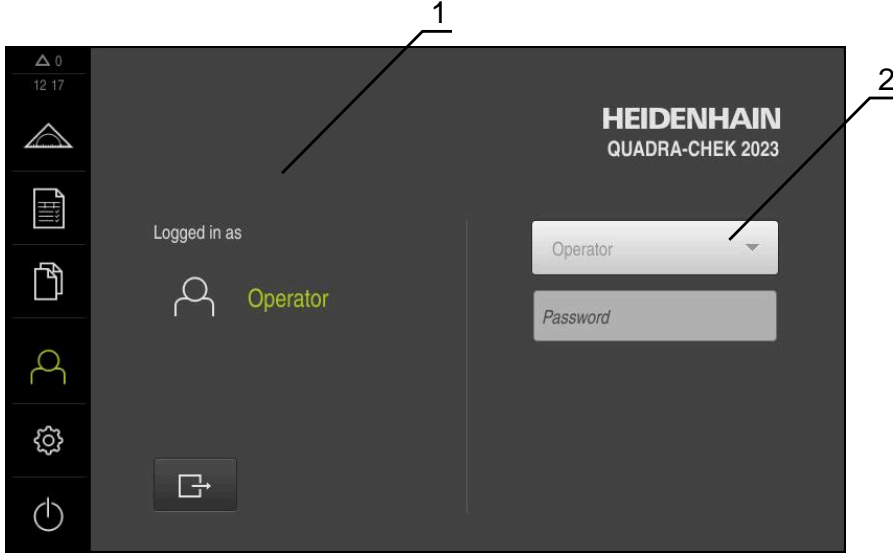 1
2
△ 0
12 17
HEIDENHAIN
QUADRA-CHEK 2023
Logged in as
Operator
Operator
Password